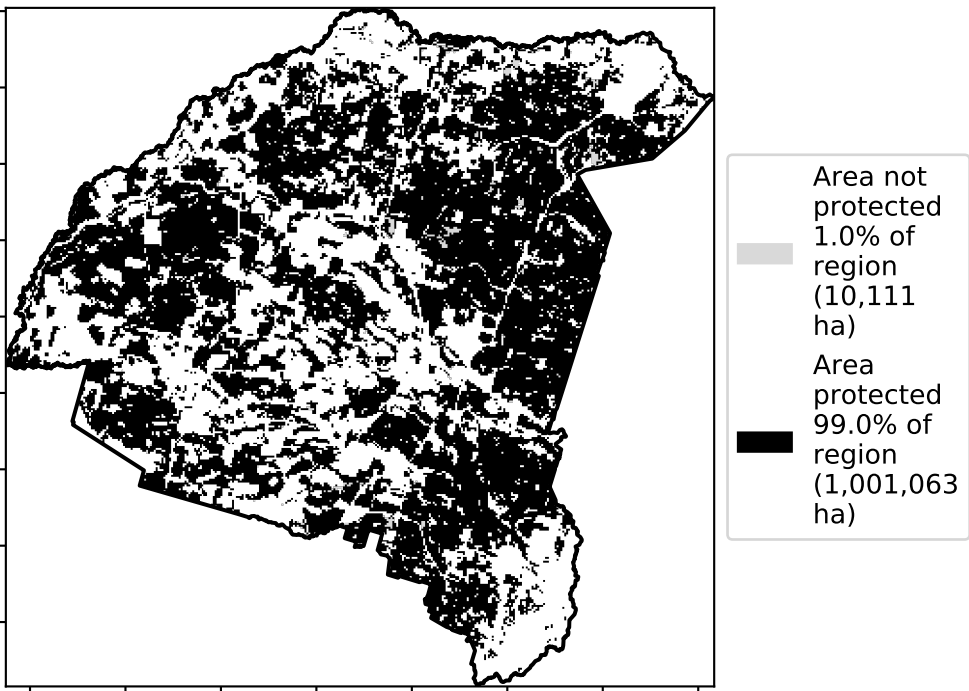 Area not
protected
1.0% of
region
(10,111
ha)
Area
protected
99.0% of
region
(1,001,063
ha)